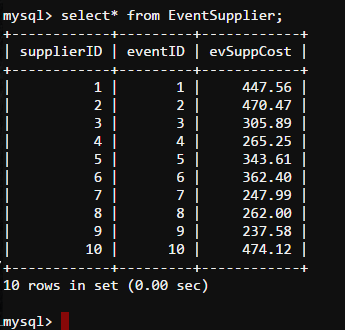 mysql> select* from EventSupplier;
+------------+---------+------------+
| supplierID | eventID | evSuppCost |
+------------+---------+------------+
|          1 |       1 |     447.56 |
|          2 |       2 |     470.47 |
|          3 |       3 |     305.89 |
|          4 |       4 |     265.25 |
|          5 |       5 |     343.61 |
|          6 |       6 |     362.40 |
|          7 |       7 |     247.99 |
|          8 |       8 |     262.00 |
|          9 |       9 |     237.58 |
|         10 |      10 |     474.12 |
+------------+---------+------------+
10 rows in set (0.00 sec)
mysql>